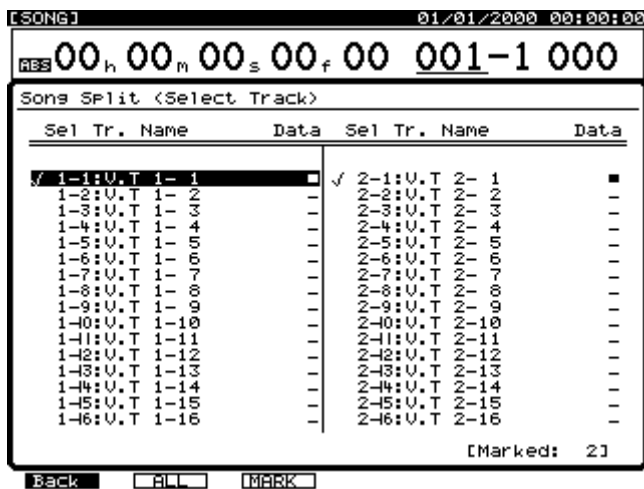 [SONG] 01/01/2000 00:00:00
ABS 00h 00m 00s 00f 00 001-1 000
Song Split (Select Track)
Sel Tr. Name Data Sel Tr. Name Data
✓ 1-1:V.T 1- 1 ■ ✓ 2-1:V.T 2- 1 ■
1-2:V.T 1- 2 – 2-2:V.T 2- 2 –
1-3:V.T 1- 3 – 2-3:V.T 2- 3 –
1-4:V.T 1- 4 – 2-4:V.T 2- 4 –
1-5:V.T 1- 5 – 2-5:V.T 2- 5 –
1-6:V.T 1- 6 – 2-6:V.T 2- 6 –
1-7:V.T 1- 7 – 2-7:V.T 2- 7 –
1-8:V.T 1- 8 – 2-8:V.T 2- 8 –
1-9:V.T 1- 9 – 2-9:V.T 2- 9 –
1-10:V.T 1-10 – 2-10:V.T 2-10 –
1-11:V.T 1-11 – 2-11:V.T 2-11 –
1-12:V.T 1-12 – 2-12:V.T 2-12 –
1-13:V.T 1-13 – 2-13:V.T 2-13 –
1-14:V.T 1-14 – 2-14:V.T 2-14 –
1-15:V.T 1-15 – 2-15:V.T 2-15 –
1-16:V.T 1-16 – 2-16:V.T 2-16 –
[Marked: 2]
Back ALL MARK